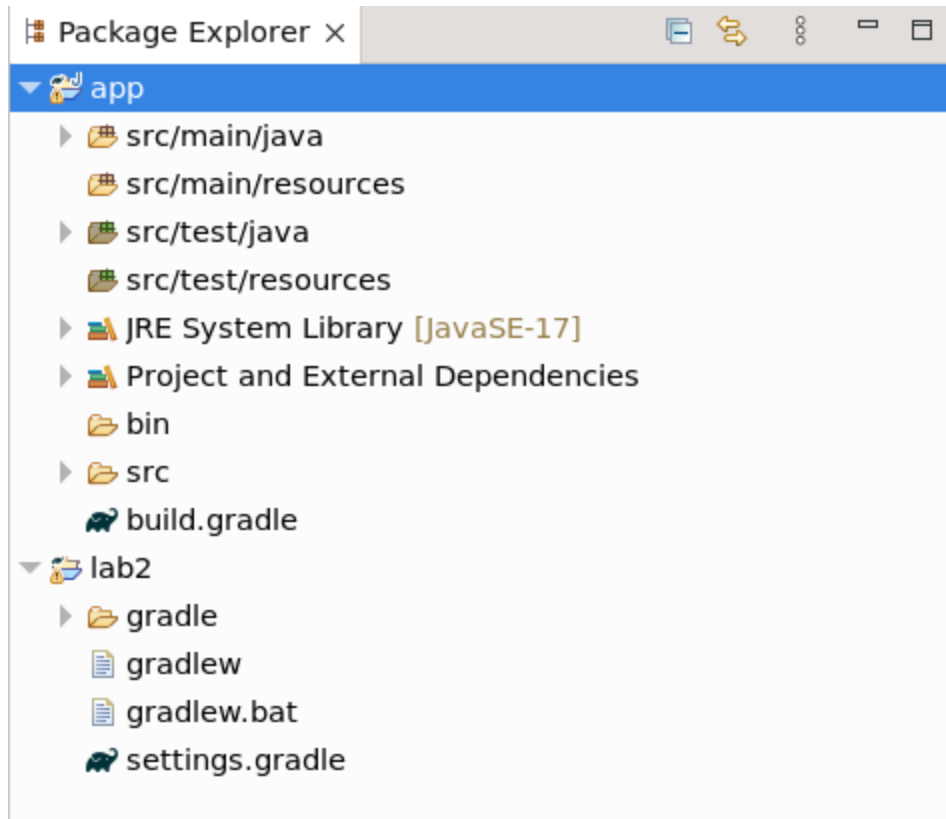 Package Explorer
app
src/main/java
src/main/resources
src/test/java
src/test/resources
JRE System Library [JavaSE-17]
Project and External Dependencies
bin
src
build.gradle
lab2
gradle
gradlew
gradlew.bat
settings.gradle